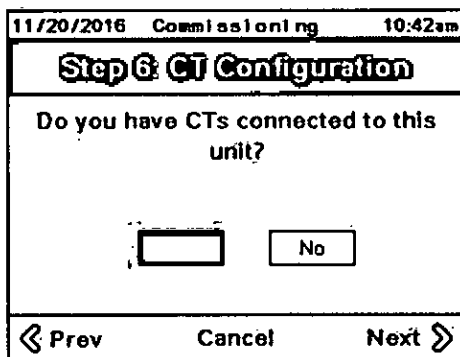 11/20/2016 Commissioning 10:42am
Step 6: CT Configuration
Do you have CTs connected to this
unit?
No
Prev Cancel Next